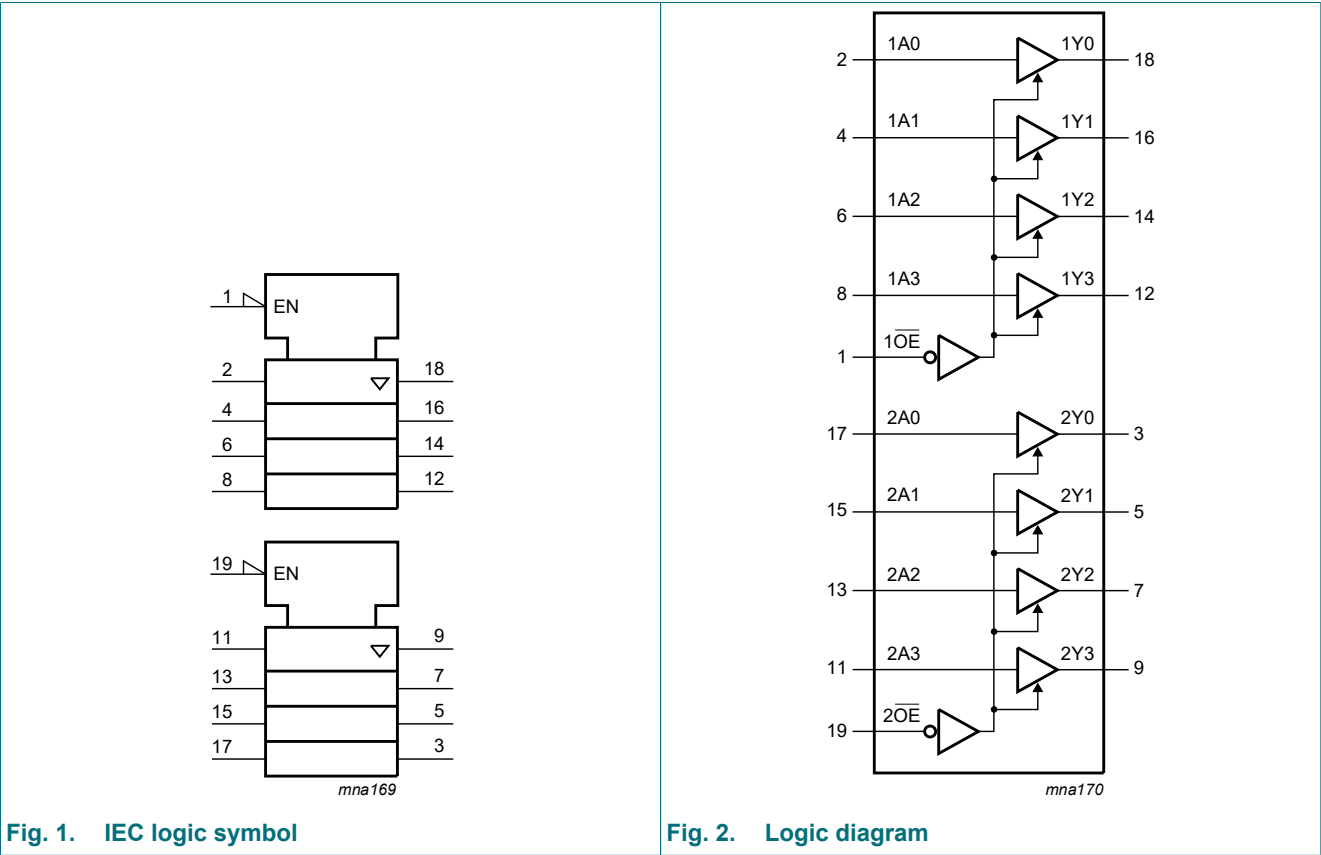 1 EN
2 18
4 16
6 14
8 12
19 EN
11 9
13 7
15 5
17 3
mna169
Fig. 1. IEC logic symbol
2 1A0 1Y0 18
4 1A1 1Y1 16
6 1A2 1Y2 14
8 1A3 1Y3 12
1 1O̅E̅
17 2A0 2Y0 3
15 2A1 2Y1 5
13 2A2 2Y2 7
11 2A3 2Y3 9
19 2O̅E̅
mna170
Fig. 2. Logic diagram